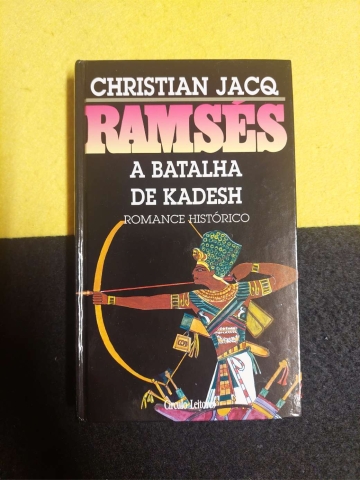 CHRISTIAN JACQ
RAMSÉS
A BATALHA
DE KADESH
ROMANCE HISTÓRICO
Círculo Leitores